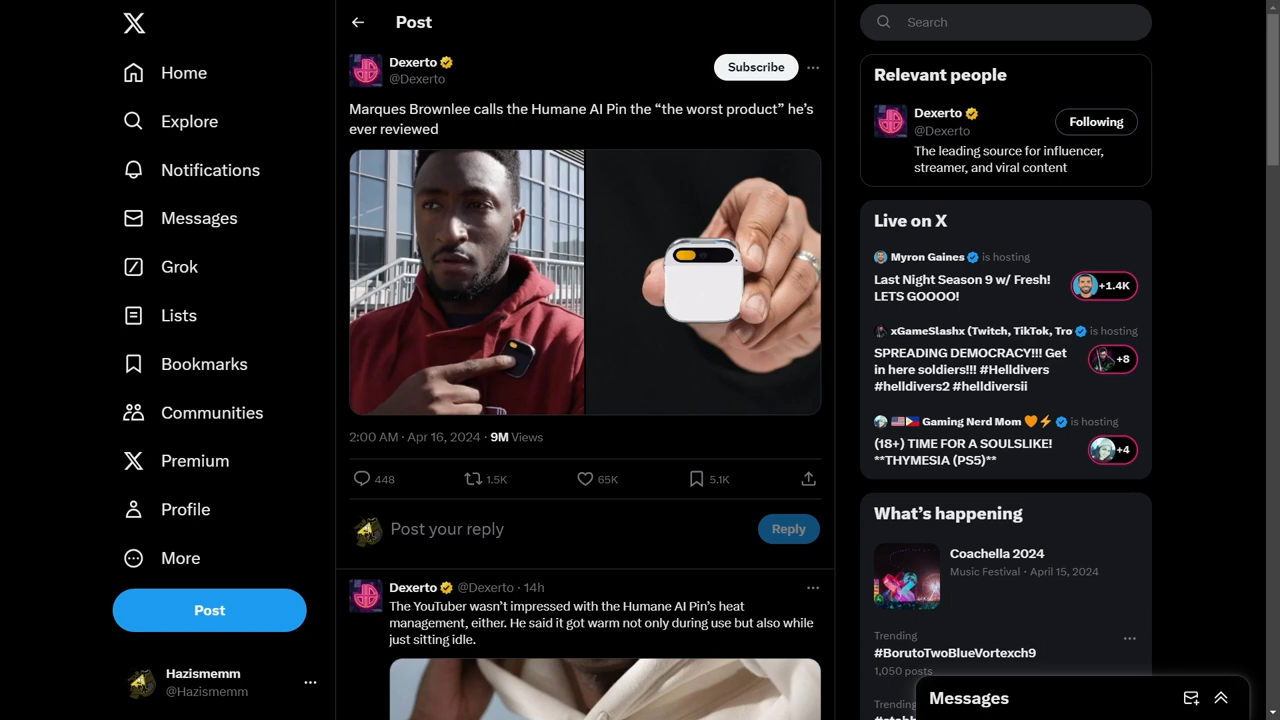 Home
Explore
Notifications
Messages
Grok
Lists
Bookmarks
Communities
Premium
Profile
More
Post
Hazismemm
@Hazismemm
Post
Dexerto
@Dexerto
Subscribe
Marques Brownlee calls the Humane AI Pin the “the worst product” he’s
ever reviewed
2:00 AM · Apr 16, 2024 · 9M Views
448
1.5K
65K
5.1K
Post your reply
Reply
Dexerto @Dexerto · 14h
The YouTuber wasn’t impressed with the Humane AI Pin’s heat
management, either. He said it got warm not only during use but also while
just sitting idle.
Search
Relevant people
Dexerto
@Dexerto
Following
The leading source for influencer,
streamer, and viral content
Live on X
Myron Gaines is hosting
Last Night Season 9 w/ Fresh!
LETS GOOOO!
+1.4K
xGameSlashx (Twitch, TikTok, Tro is hosting
SPREADING DEMOCRACY!!! Get
in here soldiers!!! #Helldivers
#helldivers2 #helldiversii
+8
Gaming Nerd Mom 🧡⚡ is hosting
(18+) TIME FOR A SOULSLIKE!
**THYMESIA (PS5)**
+4
What’s happening
Coachella 2024
Music Festival · April 15, 2024
Trending
#BorutoTwoBlueVortexch9
1,050 posts
Messages